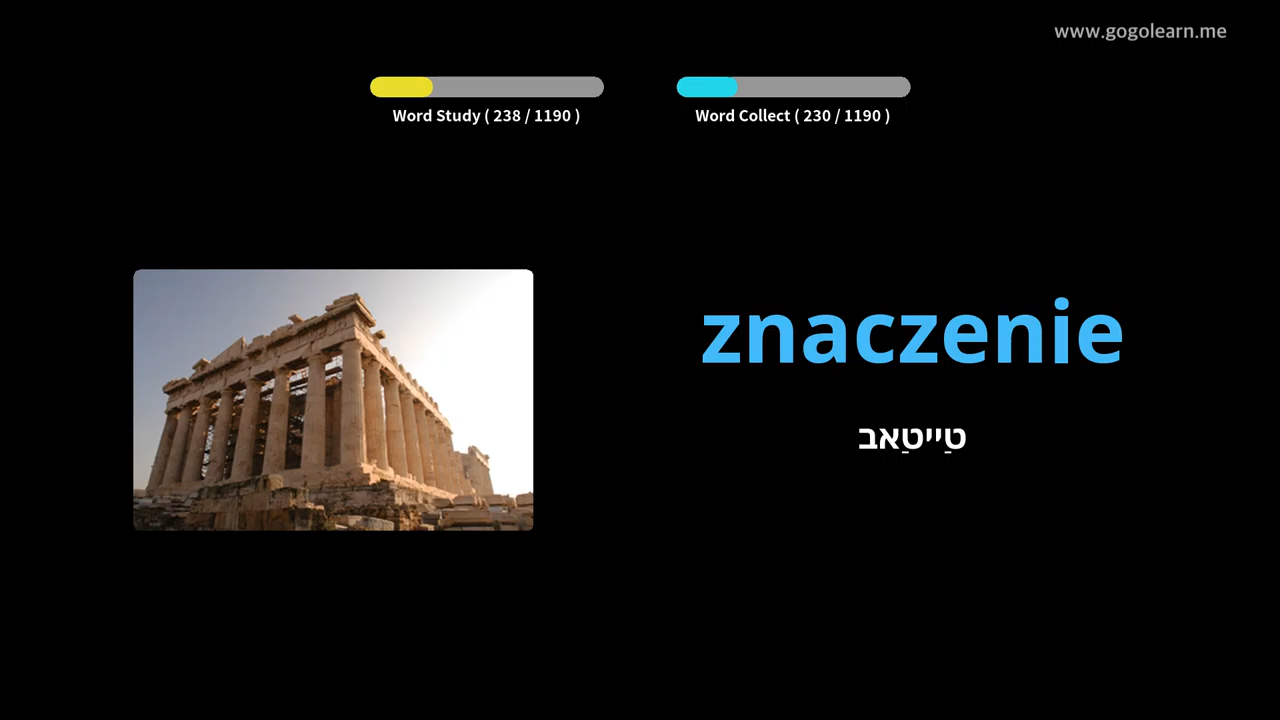 www.gogolearn.me
Word Study ( 238 / 1190 )
Word Collect ( 230 / 1190 )
znaczenie
טַייטַאב